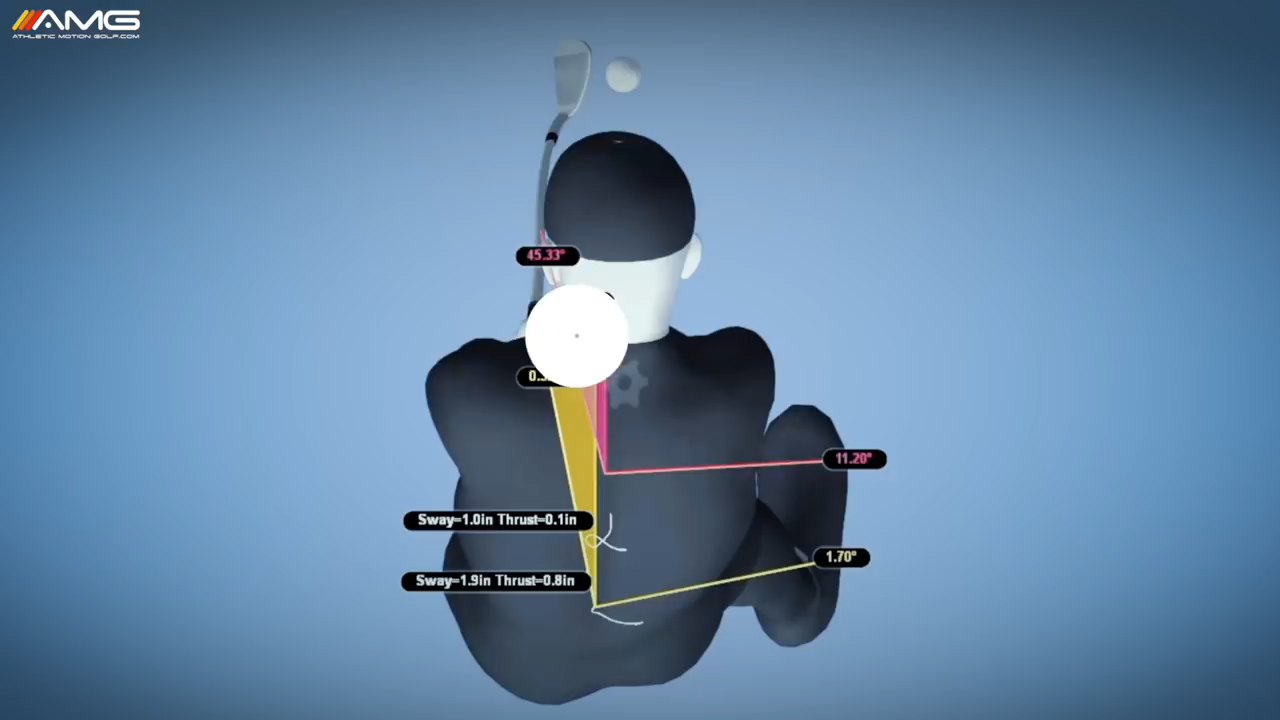 AMG
ATHLETIC MOTION GOLF.COM
45.33°
11.20°
Sway=1.0in Thrust=0.1in
1.70°
Sway=1.9in Thrust=0.8in